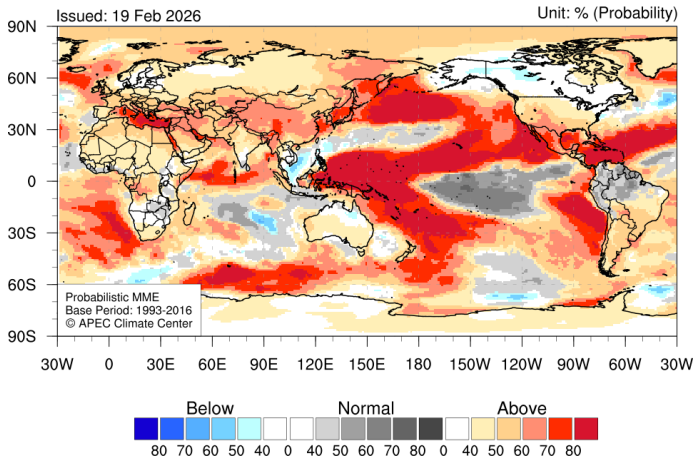 Issued: 19 Feb 2026
Unit: % (Probability)
90N
60N
30N
0
30S
60S
90S
Probabilistic MME
Base Period: 1993-2016
© APEC Climate Center
30W 0 30E 60E 90E 120E 150E 180 150W 120W 90W 60W 30W
Below Normal Above
80 70 60 50 40 0 40 50 60 70 80 0 40 50 60 70 80